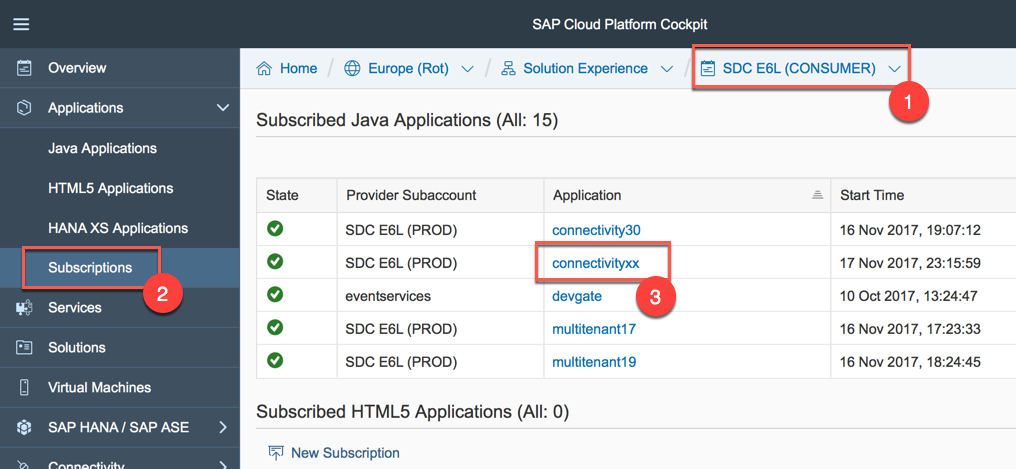 SAP Cloud Platform Cockpit
Overview
Applications
Java Applications
HTML5 Applications
HANA XS Applications
Subscriptions
2
Services
Solutions
Virtual Machines
SAP HANA / SAP ASE
Connectivity
Home / Europe (Rot) / Solution Experience / SDC E6L (CONSUMER)
1
Subscribed Java Applications (All: 15)
State Provider Subaccount Application Start Time
SDC E6L (PROD) connectivity30 16 Nov 2017, 19:07:12
SDC E6L (PROD) connectivityxx 17 Nov 2017, 23:15:59
3
eventservices devgate 10 Oct 2017, 13:24:47
SDC E6L (PROD) multitenant17 16 Nov 2017, 17:23:33
SDC E6L (PROD) multitenant19 16 Nov 2017, 18:24:45
Subscribed HTML5 Applications (All: 0)
New Subscription